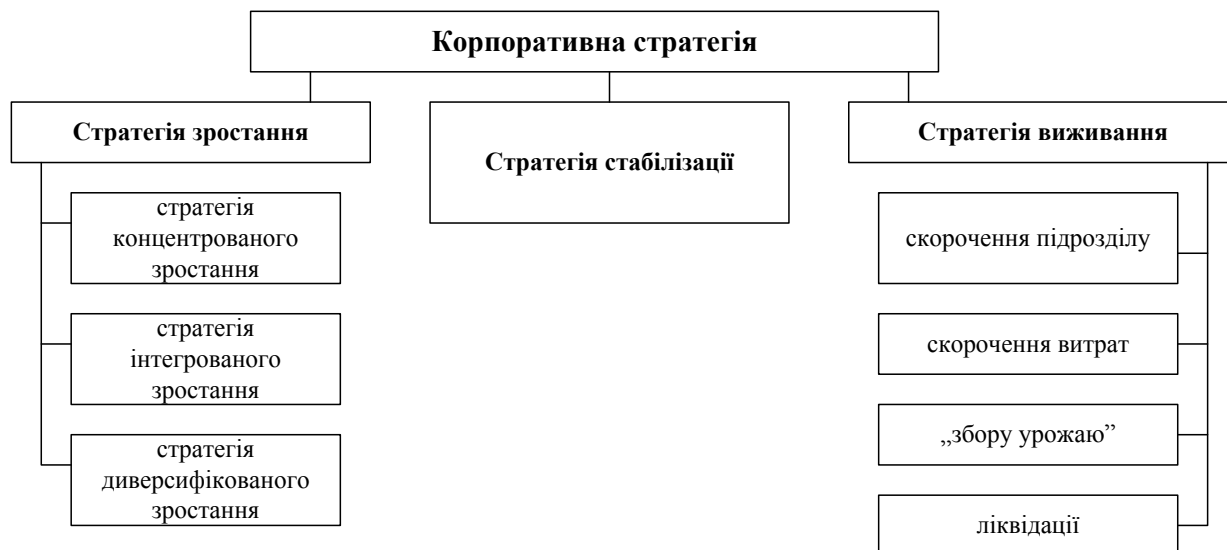 Корпоративна стратегія
Стратегія зростання
стратегія
концентрованого
зростання
стратегія
інтегрованого
зростання
стратегія
диверсифікованого
зростання
Стратегія стабілізації
Стратегія виживання
скорочення підрозділу
скорочення витрат
„збору урожаю”
ліквідації